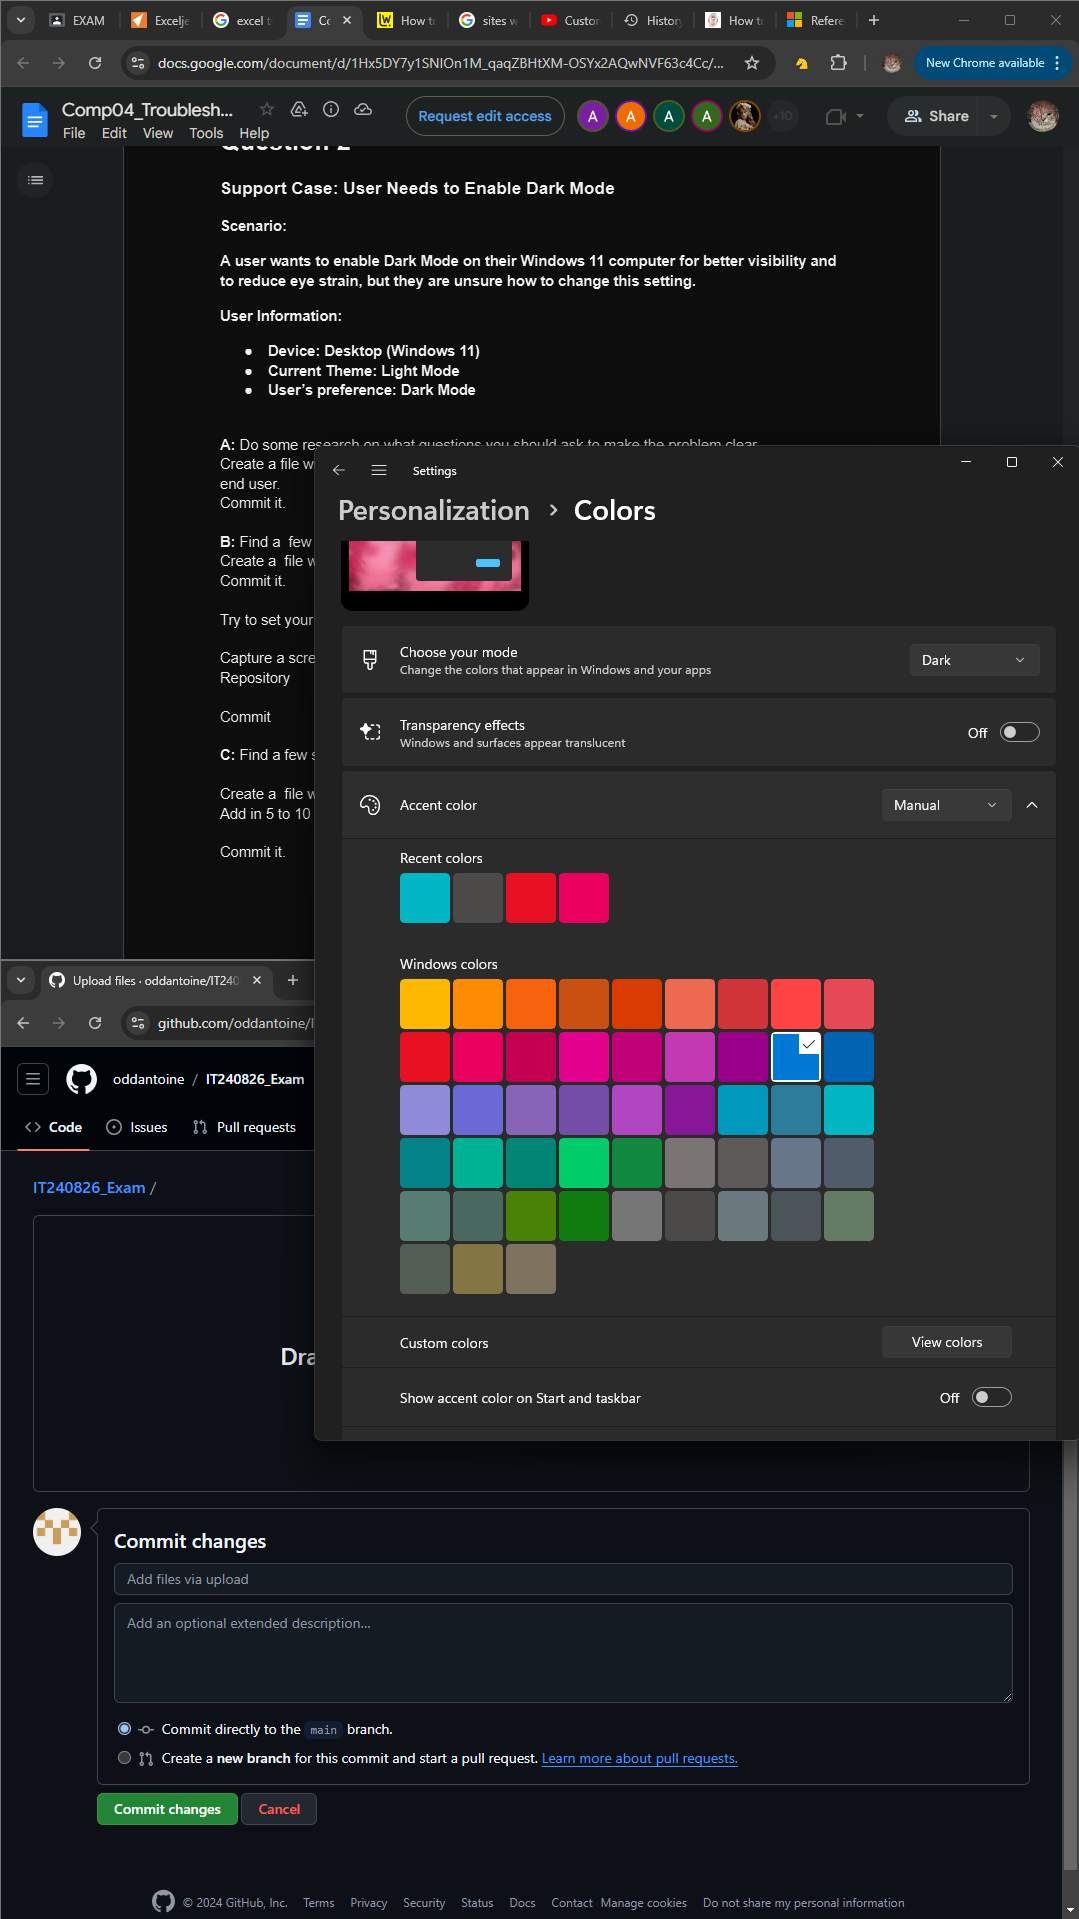 EXAM
Excelje
excel t
Co
How to
sites w
Custor
History
How to
Refere
docs.google.com/document/d/1Hx5DY7y1SNlOn1M_qaqZBHtXM-OSYx2AQwNVF63c4Cc/...
New Chrome available
Comp04_Troublesh...
File Edit View Tools Help
Request edit access
A A A A +10
Share
Question 2
Support Case: User Needs to Enable Dark Mode
Scenario:
A user wants to enable Dark Mode on their Windows 11 computer for better visibility and
to reduce eye strain, but they are unsure how to change this setting.
User Information:
● Device: Desktop (Windows 11)
● Current Theme: Light Mode
● User's preference: Dark Mode
A: Do some research on what questions you should ask to make the problem clear
Create a file w
end user.
Commit it.
B: Find a few
Create a file w
Commit it.
Try to set your
Capture a scre
Repository
Commit
C: Find a few s
Create a file w
Add in 5 to 10
Commit it.
Settings
Personalization › Colors
Choose your mode
Change the colors that appear in Windows and your apps
Dark
Transparency effects
Windows and surfaces appear translucent
Off
Accent color
Manual
Recent colors
Windows colors
Custom colors
View colors
Show accent color on Start and taskbar
Off
Upload files · oddantoine/IT240
github.com/oddantoine/I
oddantoine / IT240826_Exam
Code Issues Pull requests
IT240826_Exam /
Dra
Commit changes
Add files via upload
Add an optional extended description...
Commit directly to the main branch.
Create a new branch for this commit and start a pull request. Learn more about pull requests.
Commit changes Cancel
© 2024 GitHub, Inc. Terms Privacy Security Status Docs Contact Manage cookies Do not share my personal information